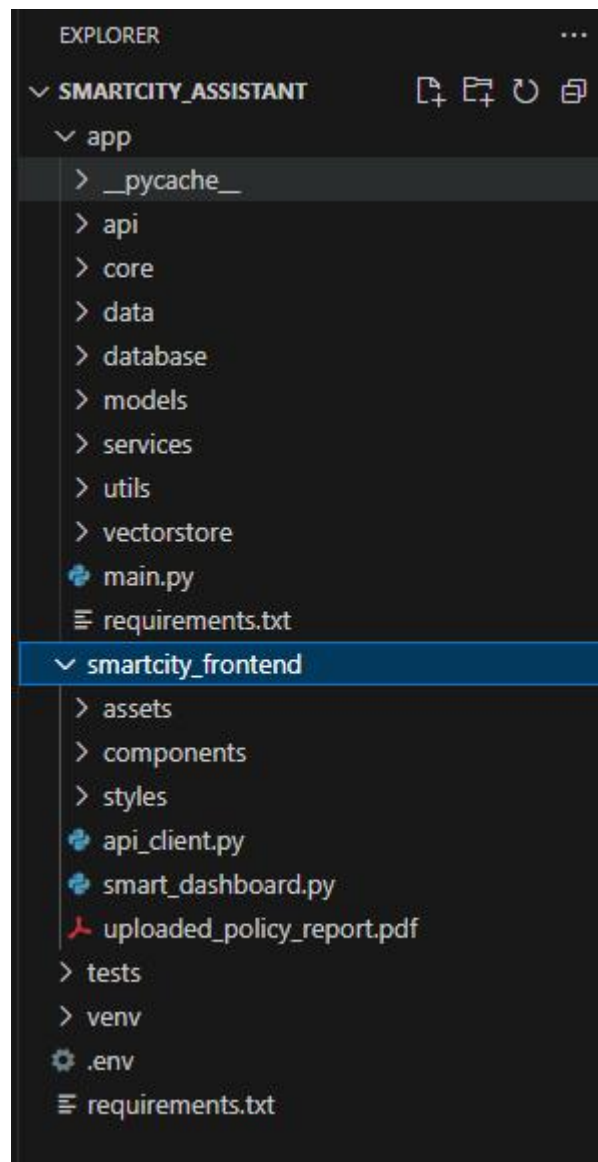 EXPLORER
SMARTCITY_ASSISTANT
app
__pycache__
api
core
data
database
models
services
utils
vectorstore
main.py
requirements.txt
smartcity_frontend
assets
components
styles
api_client.py
smart_dashboard.py
uploaded_policy_report.pdf
tests
venv
.env
requirements.txt